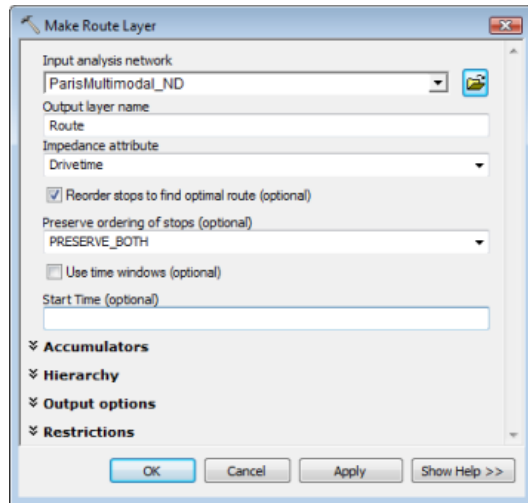 Make Route Layer
Input analysis network
ParisMultimodal_ND
Output layer name
Route
Impedance attribute
Drivetime
Reorder stops to find optimal route (optional)
Preserve ordering of stops (optional)
PRESERVE_BOTH
Use time windows (optional)
Start Time (optional)
Accumulators
Hierarchy
Output options
Restrictions
OK Cancel Apply Show Help >>